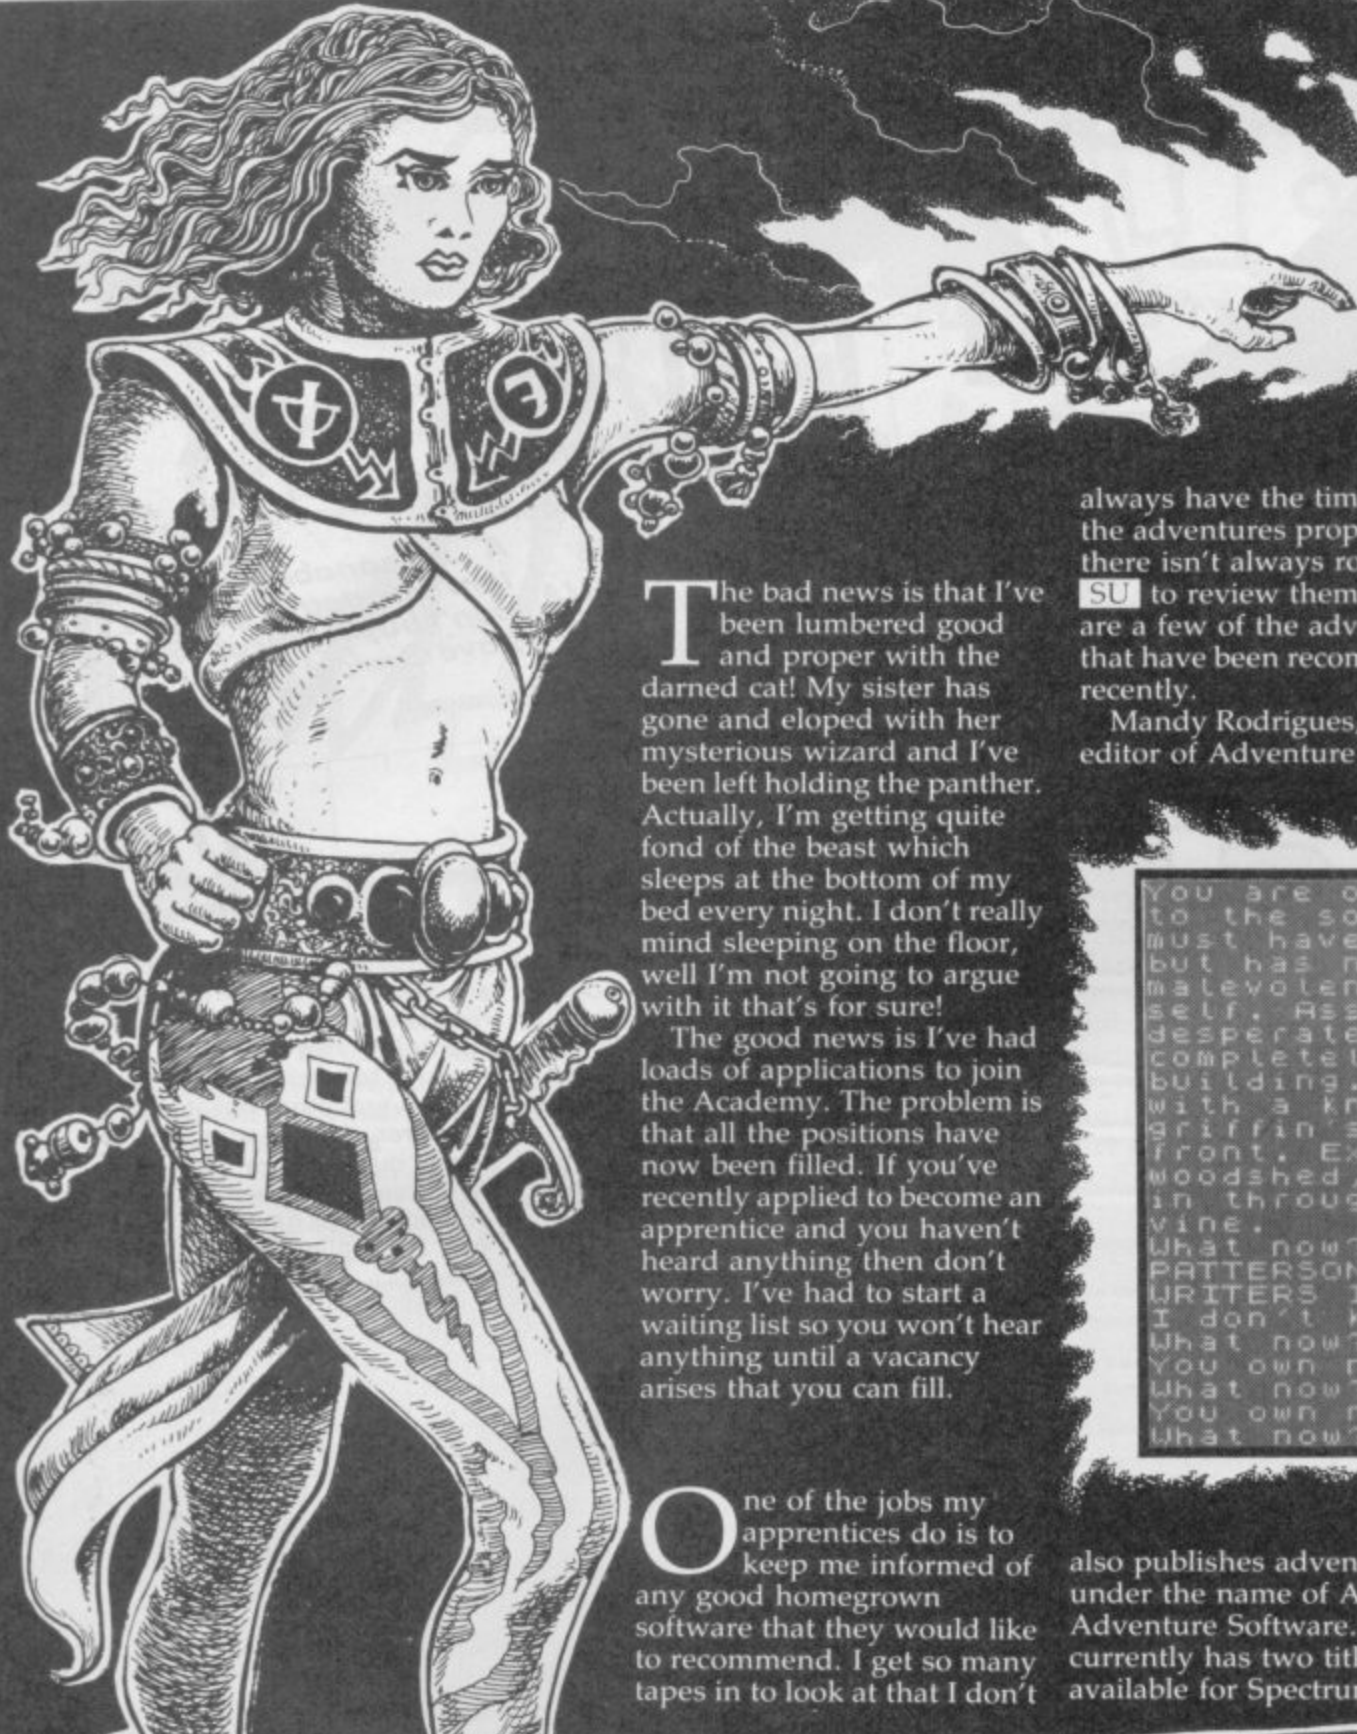 The bad news is that I've
been lumbered good
and proper with the
darned cat! My sister has
gone and eloped with her
mysterious wizard and I've
been left holding the panther.
Actually, I'm getting quite
fond of the beast which
sleeps at the bottom of my
bed every night. I don't really
mind sleeping on the floor,
well I'm not going to argue
with it that's for sure!
The good news is I've had
loads of applications to join
the Academy. The problem is
that all the positions have
now been filled. If you've
recently applied to become an
apprentice and you haven't
heard anything then don't
worry. I've had to start a
waiting list so you won't hear
anything until a vacancy
arises that you can fill.
One of the jobs my
apprentices do is to
keep me informed of
any good homegrown
software that they would like
to recommend. I get so many
tapes in to look at that I don't
always have the tim
the adventures prop
there isn't always ro
SU to review them
are a few of the adv
that have been recom
recently.
Mandy Rodrigues,
editor of Adventure
You are o
to the so
must have
but has n
malevolen
self. Ass
desperate
completel
building.
with a kn
griffin's
front. Ex
woodshed
in throug
vine.
What now?
PATTERSON
WRITERS I
I don't k
What now?
You own n
What now?
You own n
What now?
also publishes adven
under the name of A
Adventure Software.
currently has two titl
available for Spectru